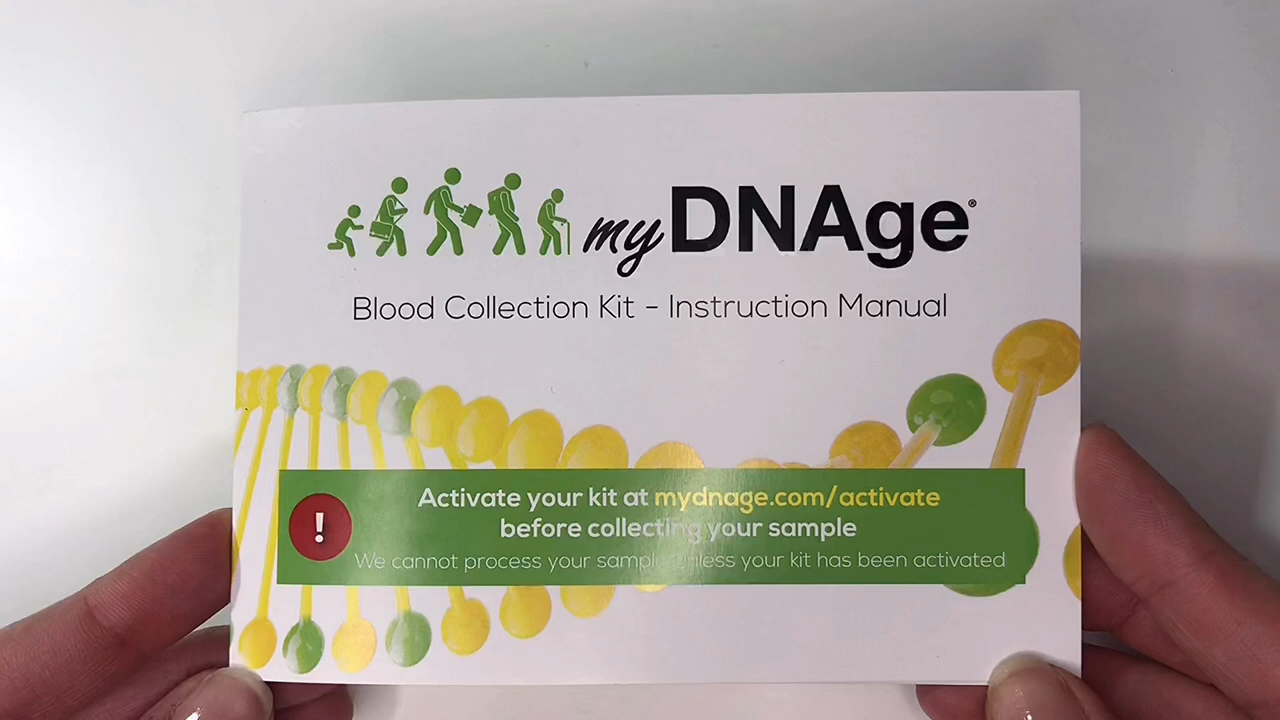 myDNAge®
Blood Collection Kit - Instruction Manual
! Activate your kit at mydnage.com/activate
before collecting your sample
We cannot process your sample unless your kit has been activated